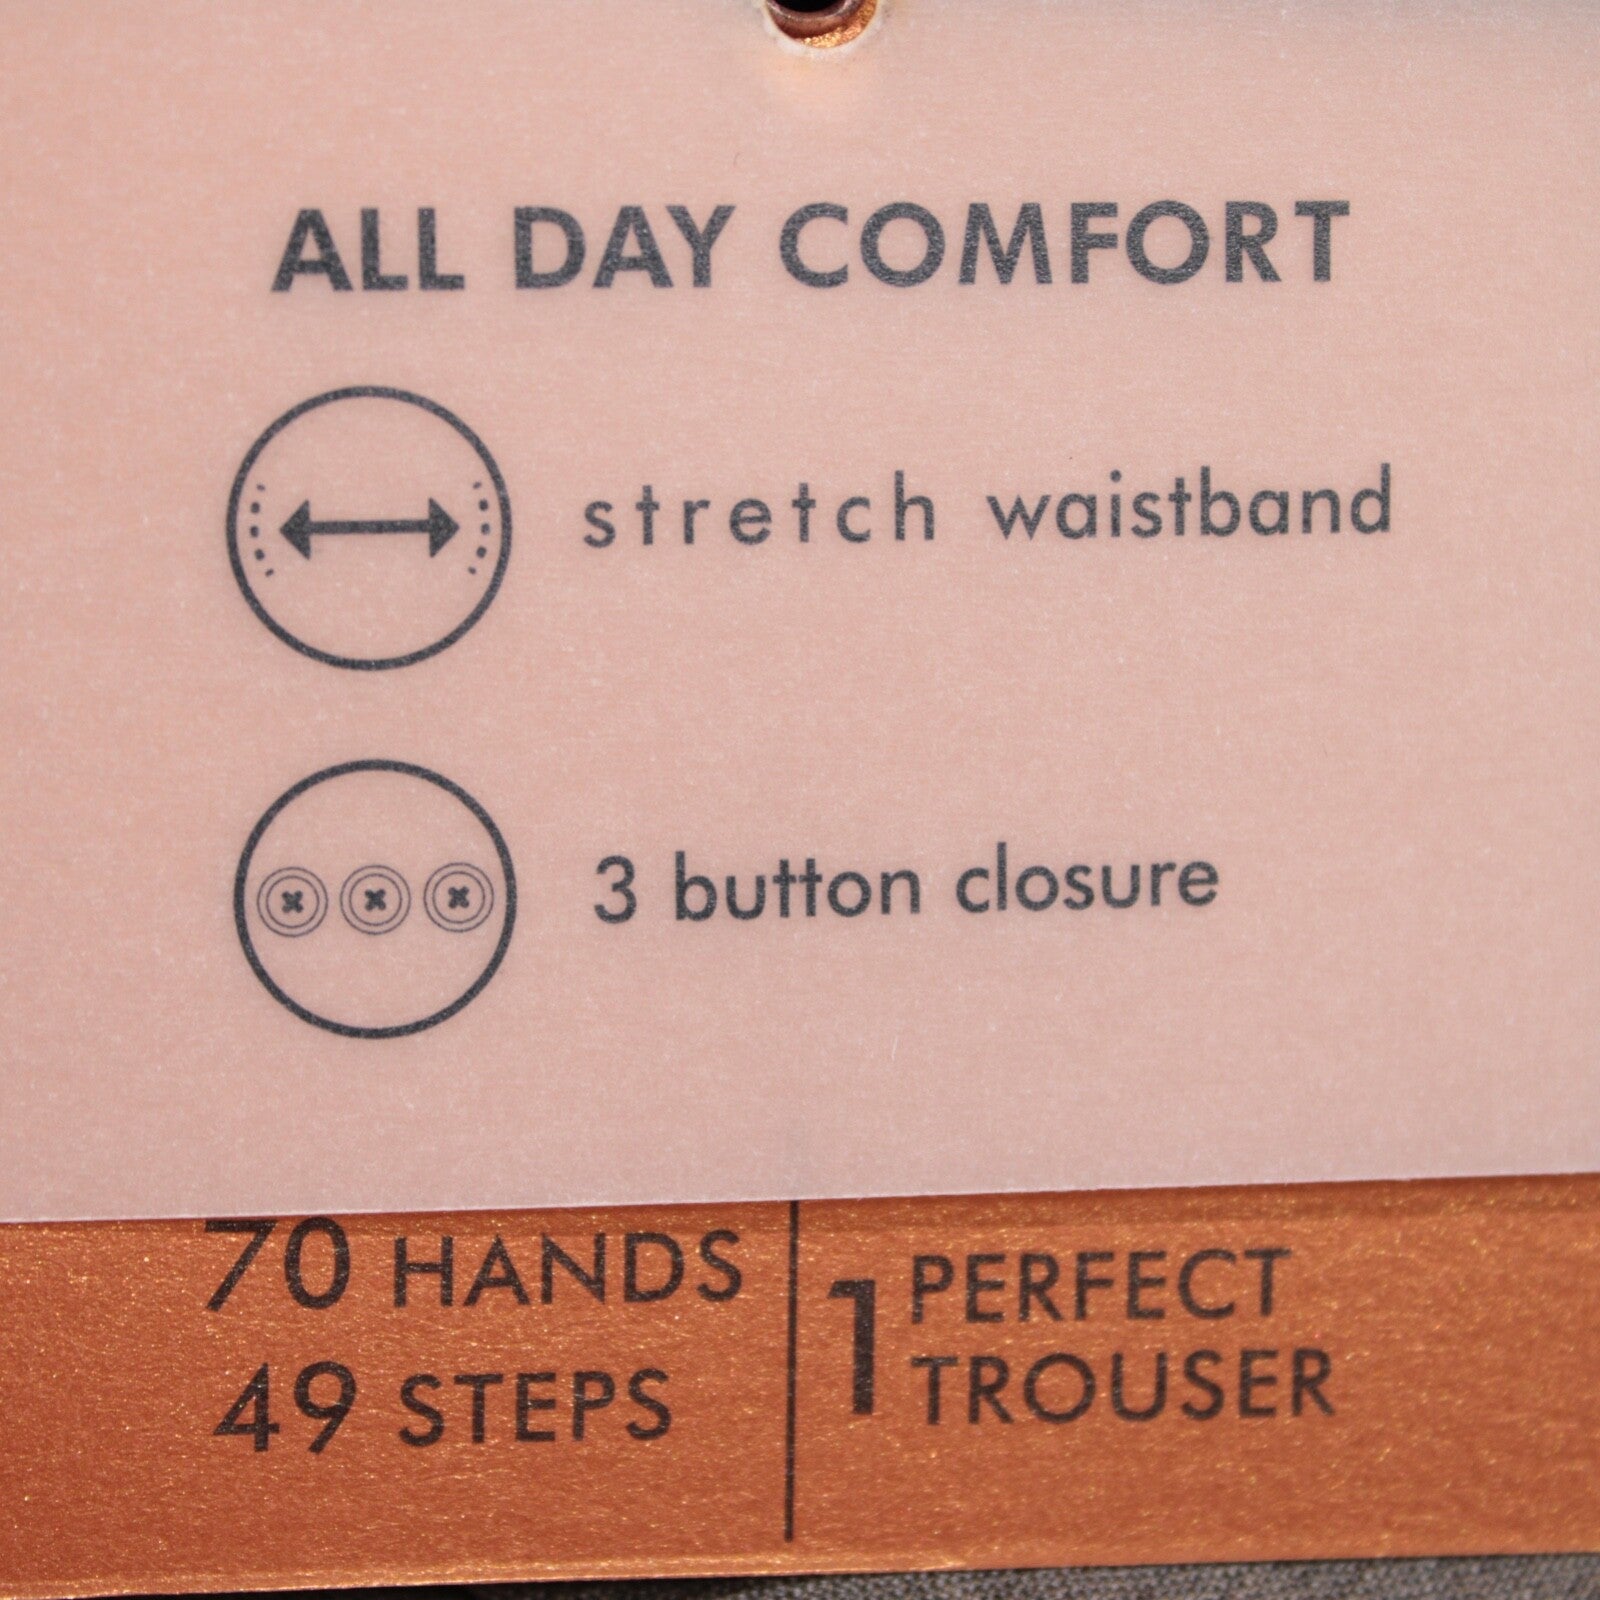 ALL DAY COMFORT
stretch waistband
3 button closure
70 HANDS
49 STEPS
1 PERFECT
TROUSER